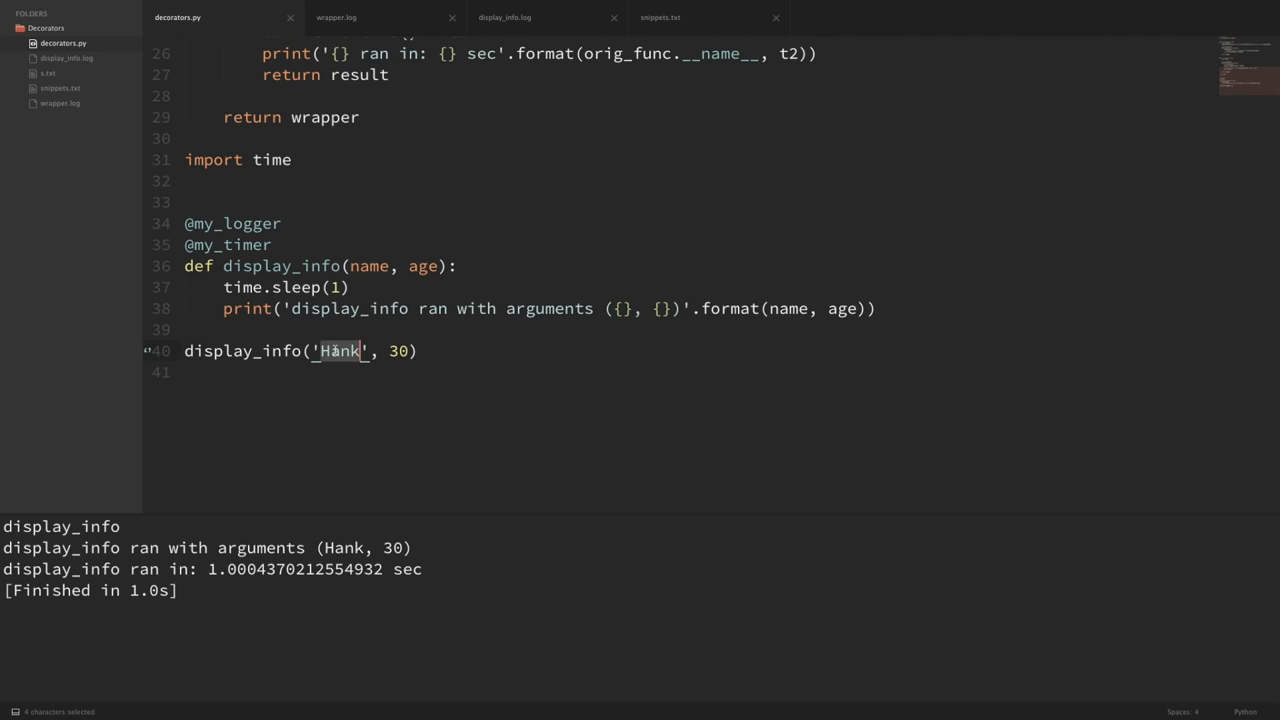 FOLDERS
Decorators
decorators.py
display_info.log
s.txt
snippets.txt
wrapper.log
decorators.py
wrapper.log
display_info.log
snippets.txt
26 print('{} ran in: {} sec'.format(orig_func.__name__, t2))
27 return result
28
29 return wrapper
30
31 import time
32
33
34 @my_logger
35 @my_timer
36 def display_info(name, age):
37 time.sleep(1)
38 print('display_info ran with arguments ({}, {})'.format(name, age))
39
40 display_info('Hank', 30)
41
display_info
display_info ran with arguments (Hank, 30)
display_info ran in: 1.0004370212554932 sec
[Finished in 1.0s]
4 characters selected
Spaces: 4
Python